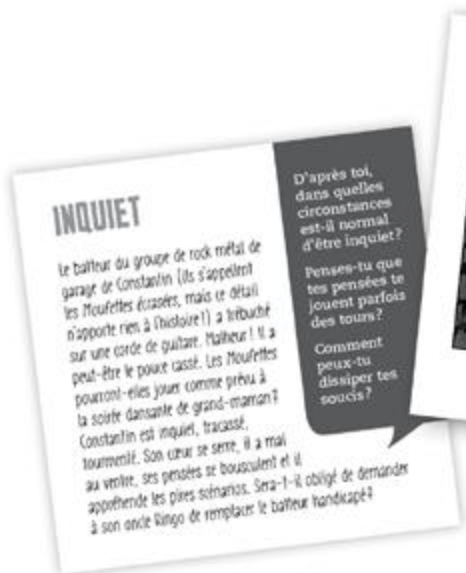 INQUIET
Le batteur du groupe de rock métal de
garage de Constantin (ils s'appellent
les Mouffettes écrasées, mais ce détail
n'apporte rien à l'histoire !) a trébuché
sur une corde de guitare. Malheur ! Il a
peut-être le pouce cassé. Les Mouffettes
pourront-elles jouer comme prévu à
la soirée dansante de grand-maman ?
Constantin est inquiet, tracassé,
tourmenté. Son cœur se serre, il a mal
au ventre, ses pensées se bousculent et il
appréhende les pires scénarios. Sera-t-il obligé de demander
à son oncle Ringo de remplacer le batteur handicapé ?
D'après toi,
dans quelles
circonstances
est-il normal
d'être inquiet ?
Penses-tu que
tes pensées te
jouent parfois
des tours ?
Comment
peux-tu
dissiper tes
soucis ?